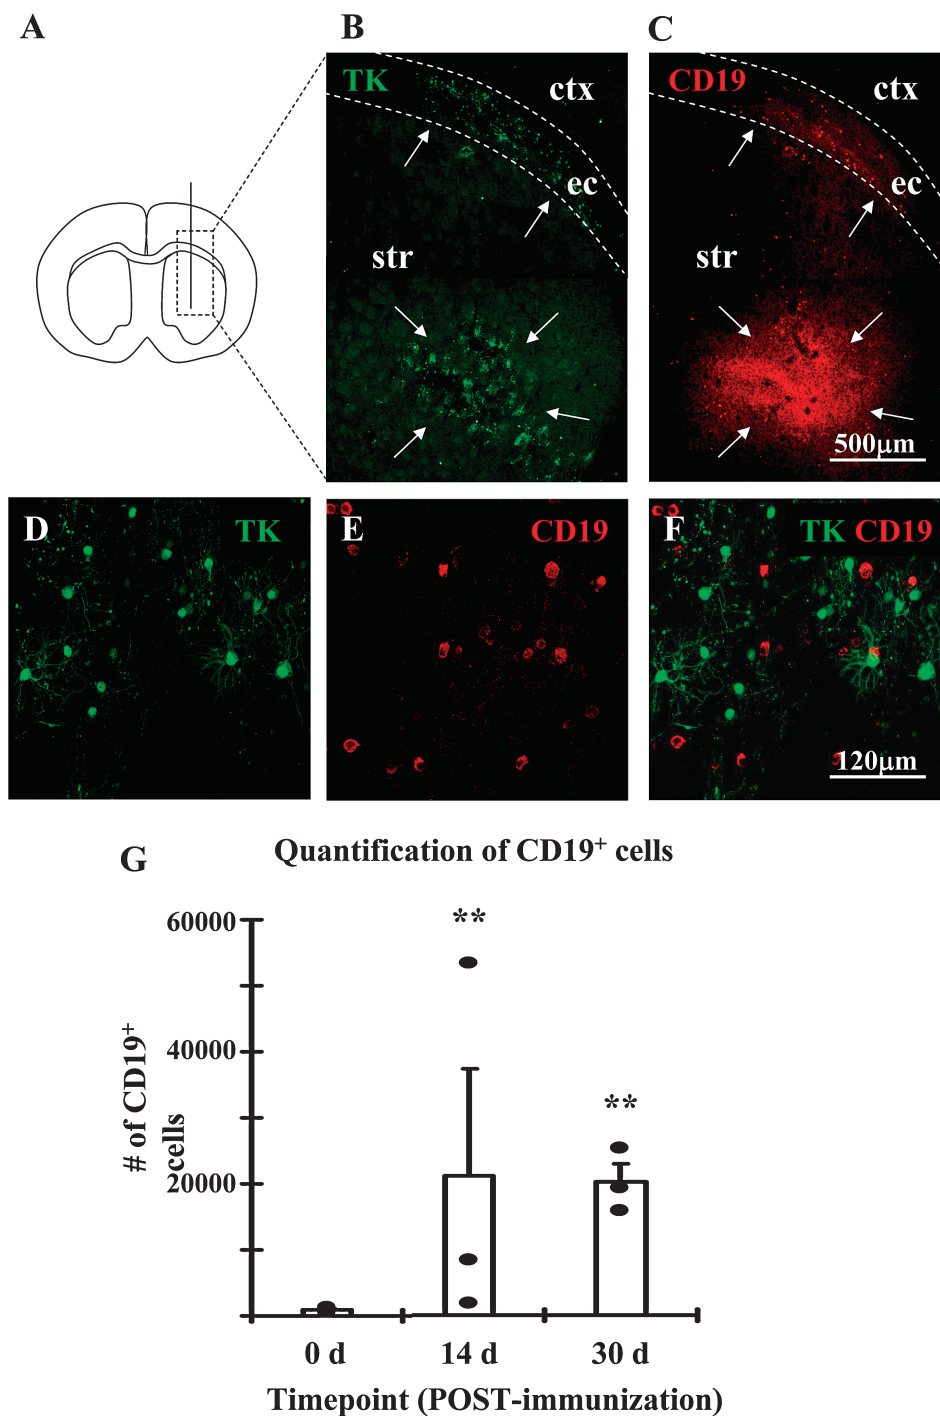 A
B
C
TK
ctx
ec
str
CD19
ctx
ec
str
500µm
D
TK
E
CD19
F
TK CD19
120µm
G
Quantification of CD19+ cells
**
**
60000
40000
20000
# of CD19+
cells
0 d
14 d
30 d
Timepoint (POST-immunization)